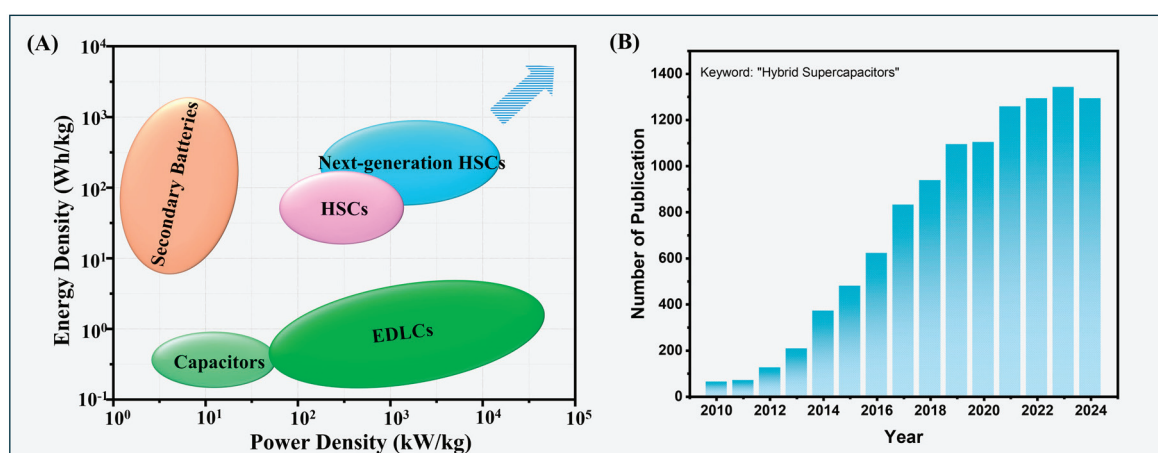 (A)
Energy Density (Wh/kg)
10⁴
10³
10²
10¹
10⁰
10⁻¹
Secondary Batteries
Next-generation HSCs
HSCs
EDLCs
Capacitors
10⁰ 10¹ 10² 10³ 10⁴ 10⁵
Power Density (kW/kg)
(B)
Keyword: "Hybrid Supercapacitors"
Number of Publication
1400
1200
1000
800
600
400
200
0
2010 2012 2014 2016 2018 2020 2022 2024
Year